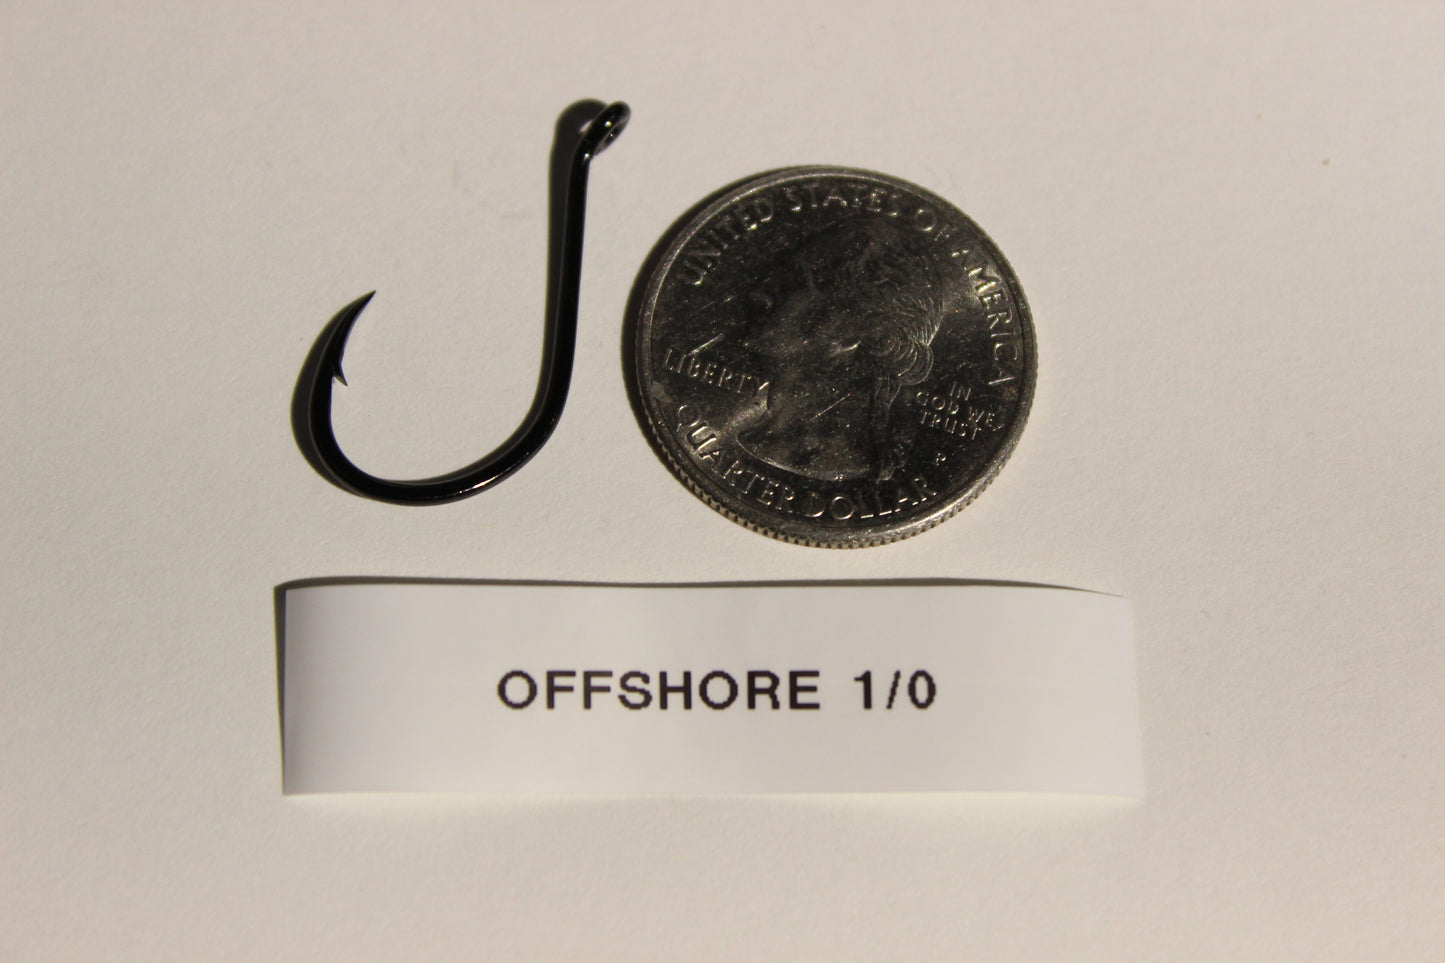 UNITED STATES OF AMERICA
LIBERTY
IN
GOD WE
TRUST
P
QUARTER DOLLAR
OFFSHORE 1/0